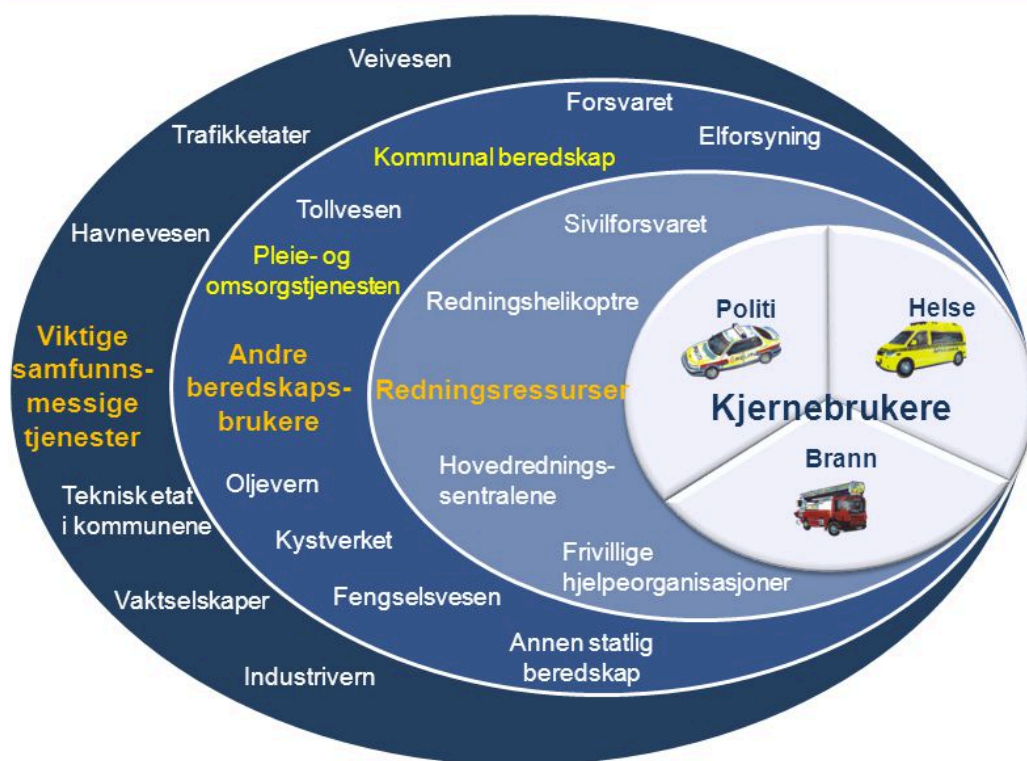 Veivesen
Trafikketater
Havnevesen
Viktige
samfunns-
messige
tjenester
Teknisk etat
i kommunene
Vaktselskaper
Industrivern
Forsvaret
Elforsyning
Kommunal beredskap
Tollvesen
Pleie- og
omsorgstjenesten
Andre
beredskaps-
brukere
Oljevern
Kystverket
Fengselsvesen
Annen statlig
beredskap
Sivilforsvaret
Redningshelikoptre
Redningsressurser
Hovedrednings-
sentralene
Frivillige
hjelpeorganisasjoner
Politi
Helse
Kjernebrukere
Brann